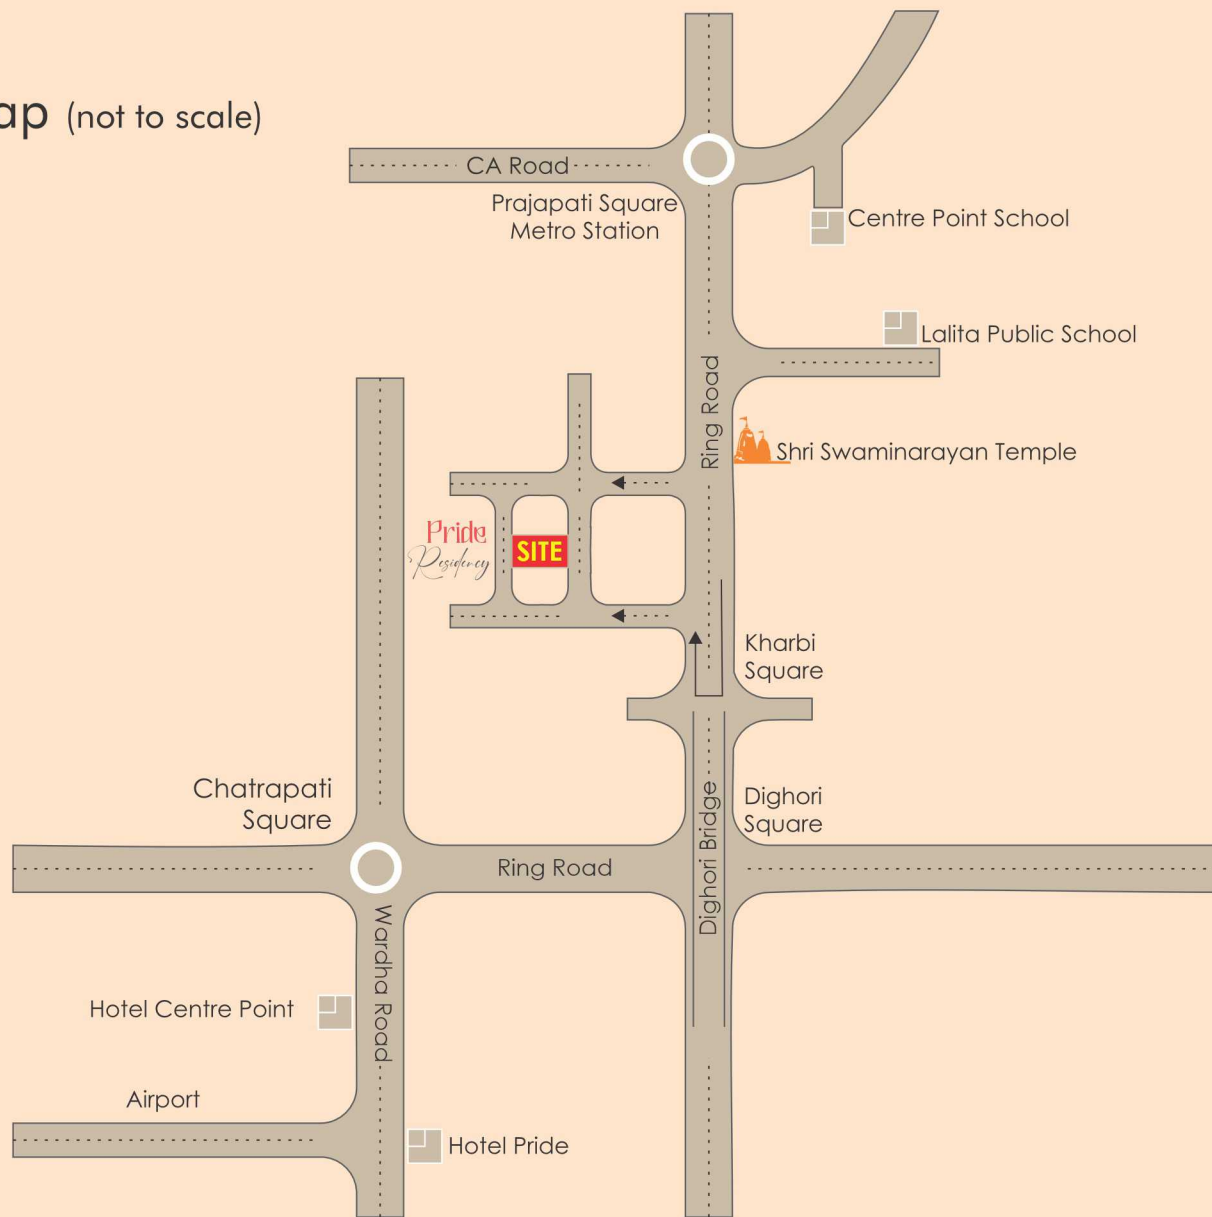 ap (not to scale)
CA Road
Prajapati Square
Metro Station
Centre Point School
Lalita Public School
Ring Road
Shri Swaminarayan Temple
Pride
Residency
SITE
Kharbi
Square
Chatrapati
Square
Dighori
Square
Dighori Bridge
Ring Road
Wardha Road
Hotel Centre Point
Airport
Hotel Pride